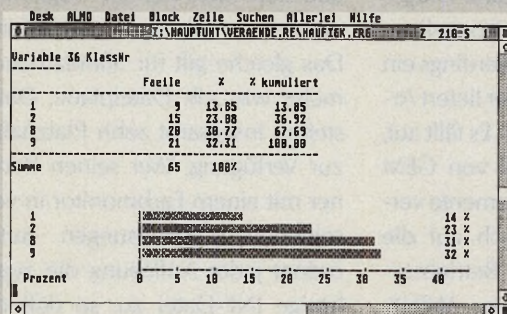 Desk ALMO Datei Block Zelle Suchen Allerlei Hilfe
I:\HAUPTUNT\VERAENDE.RE\HAUFIGK.ERG Z 210-S 1
Variable 36 KlassNr
Faelle % % kumuliert
1 9 13.85 13.85
2 15 23.08 36.92
8 20 30.77 67.69
9 21 32.31 100.00
Summe 65 100%
1 14 %
2 23 %
8 31 %
9 32 %
Prozent 0 5 10 15 20 25 30 35 40